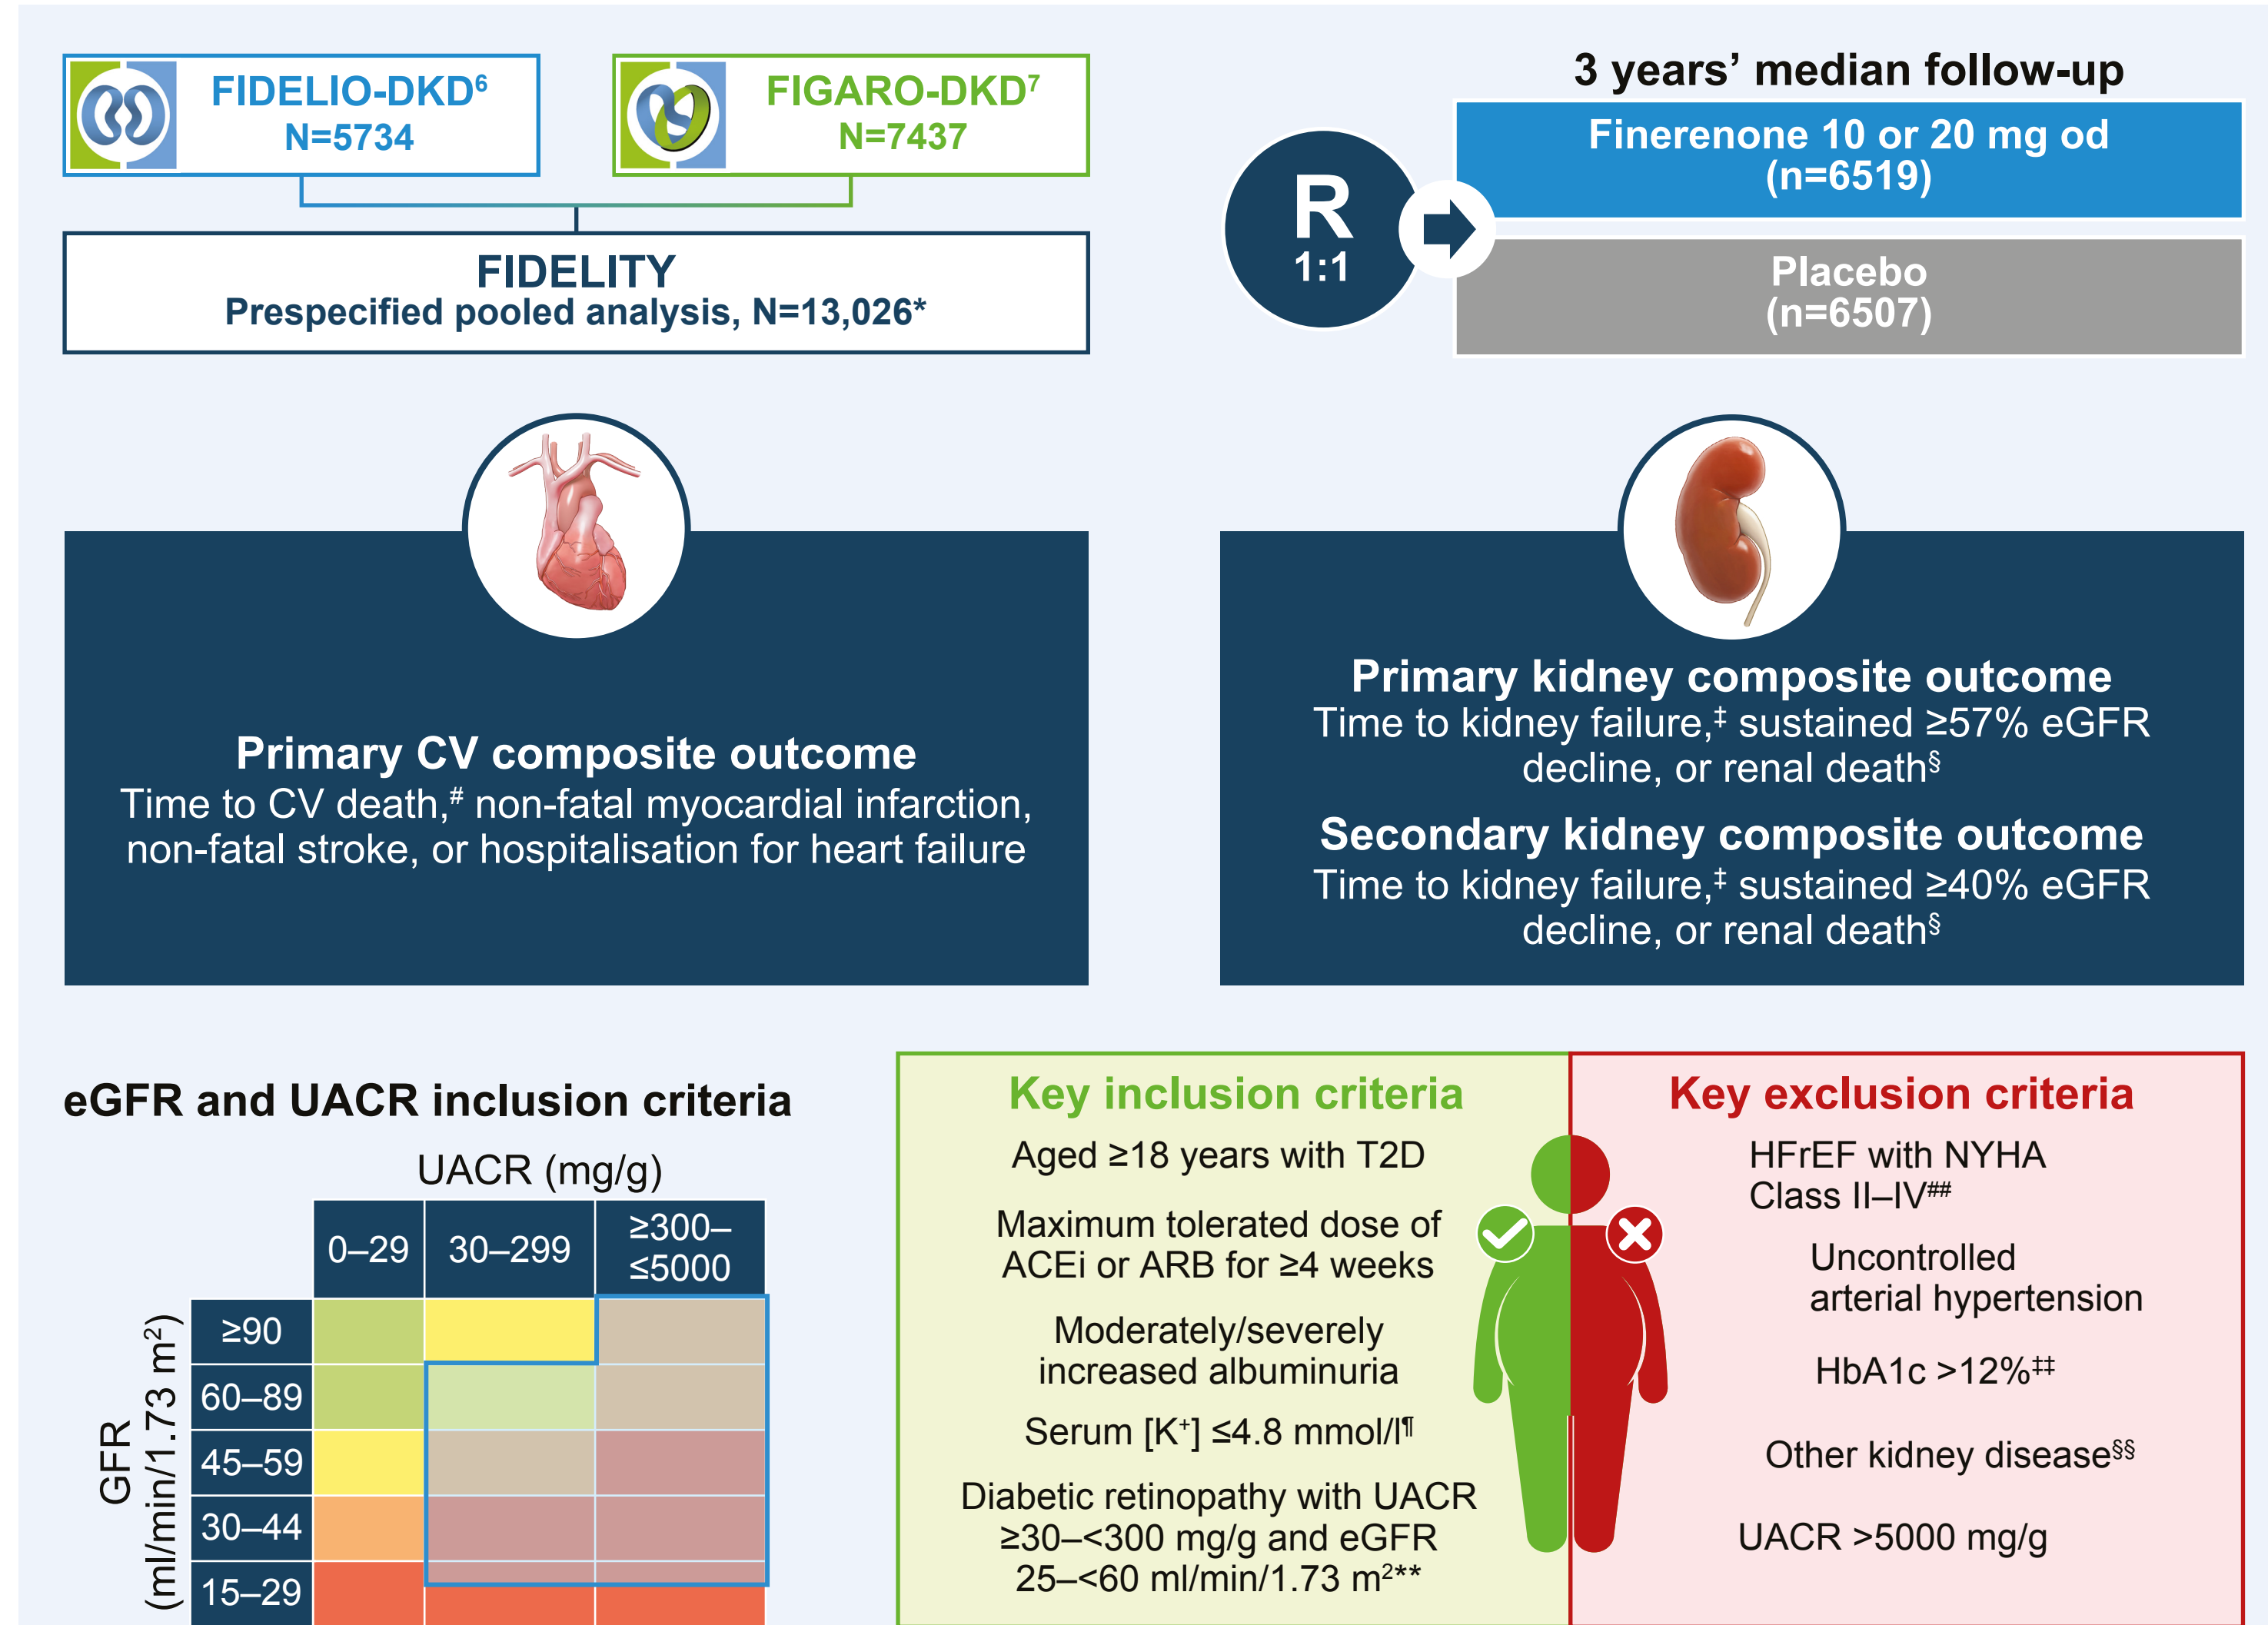 FIDELIO-DKD⁶
N=5734
FIGARO-DKD⁷
N=7437
FIDELITY
Prespecified pooled analysis, N=13,026*
3 years’ median follow-up
R
1:1
Finerenone 10 or 20 mg od
(n=6519)
Placebo
(n=6507)
Primary CV composite outcome
Time to CV death,# non-fatal myocardial infarction,
non-fatal stroke, or hospitalisation for heart failure
Primary kidney composite outcome
Time to kidney failure,‡ sustained ≥57% eGFR
decline, or renal death§
Secondary kidney composite outcome
Time to kidney failure,‡ sustained ≥40% eGFR
decline, or renal death§
eGFR and UACR inclusion criteria
UACR (mg/g)
0–29
30–299
≥300–
≤5000
GFR
(ml/min/1.73 m²)
≥90
60–89
45–59
30–44
15–29
Key inclusion criteria
Aged ≥18 years with T2D
Maximum tolerated dose of
ACEi or ARB for ≥4 weeks
Moderately/severely
increased albuminuria
Serum [K⁺] ≤4.8 mmol/l¶
Diabetic retinopathy with UACR
≥30–<300 mg/g and eGFR
25–<60 ml/min/1.73 m²**
Key exclusion criteria
HFrEF with NYHA
Class II–IV##
Uncontrolled
arterial hypertension
HbA1c >12%‡‡
Other kidney disease§§
UACR >5000 mg/g